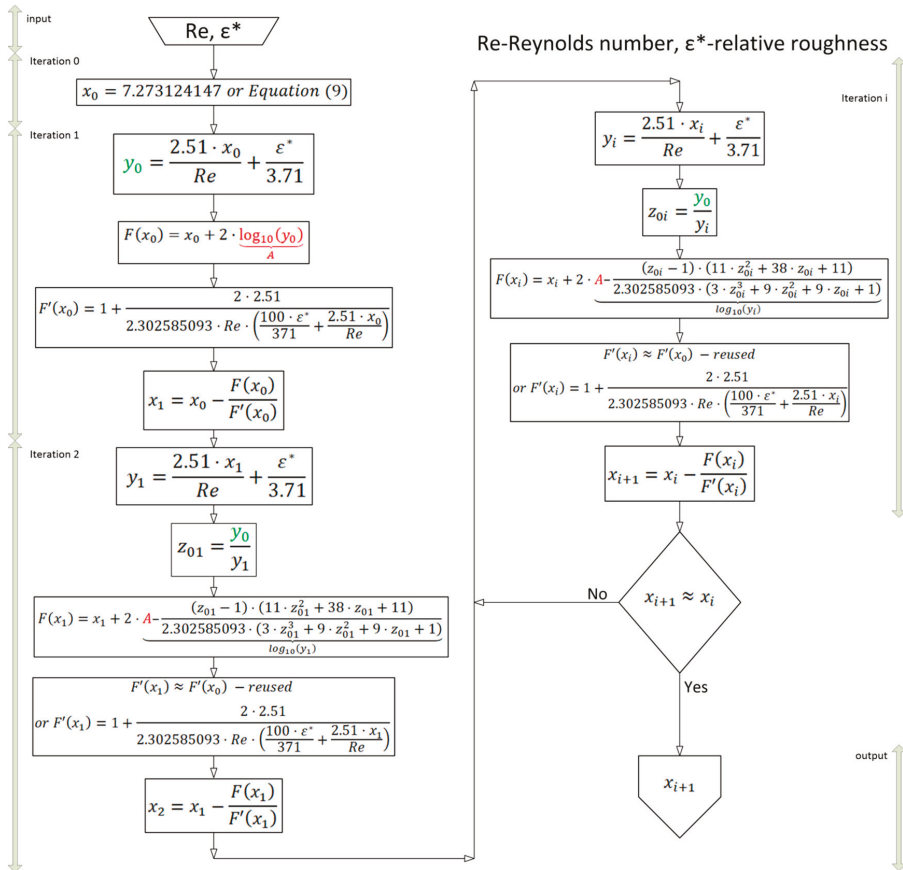 input
Re, ε*
Re-Reynolds number, ε*-relative roughness
Iteration 0
x₀ = 7.273124147 or Equation (9)
Iteration 1
y₀ = 2.51 · x₀ / Re + ε* / 3.71
F(x₀) = x₀ + 2 · log₁₀(y₀)
A
F′(x₀) = 1 + 2 · 2.51 / 2.302585093 · Re · (100 · ε* / 371 + 2.51 · x₀ / Re)
x₁ = x₀ − F(x₀) / F′(x₀)
Iteration 2
y₁ = 2.51 · x₁ / Re + ε* / 3.71
z₀₁ = y₀ / y₁
F(x₁) = x₁ + 2 · A- (z₀₁ − 1) · (11 · z₀₁² + 38 · z₀₁ + 11) / 2.302585093 · (3 · z₀₁³ + 9 · z₀₁² + 9 · z₀₁ + 1)
log₁₀(y₁)
F′(x₁) ≈ F′(x₀) − reused
or F′(x₁) = 1 + 2 · 2.51 / 2.302585093 · Re · (100 · ε* / 371 + 2.51 · x₁ / Re)
x₂ = x₁ − F(x₁) / F′(x₁)
Iteration i
yᵢ = 2.51 · xᵢ / Re + ε* / 3.71
z₀ᵢ = y₀ / yᵢ
F(xᵢ) = xᵢ + 2 · A- (z₀ᵢ − 1) · (11 · z₀ᵢ² + 38 · z₀ᵢ + 11) / 2.302585093 · (3 · z₀ᵢ³ + 9 · z₀ᵢ² + 9 · z₀ᵢ + 1)
log₁₀(yᵢ)
F′(xᵢ) ≈ F′(x₀) − reused
or F′(xᵢ) = 1 + 2 · 2.51 / 2.302585093 · Re · (100 · ε* / 371 + 2.51 · xᵢ / Re)
xᵢ₊₁ = xᵢ − F(xᵢ) / F′(xᵢ)
xᵢ₊₁ ≈ xᵢ
No
Yes
output
xᵢ₊₁